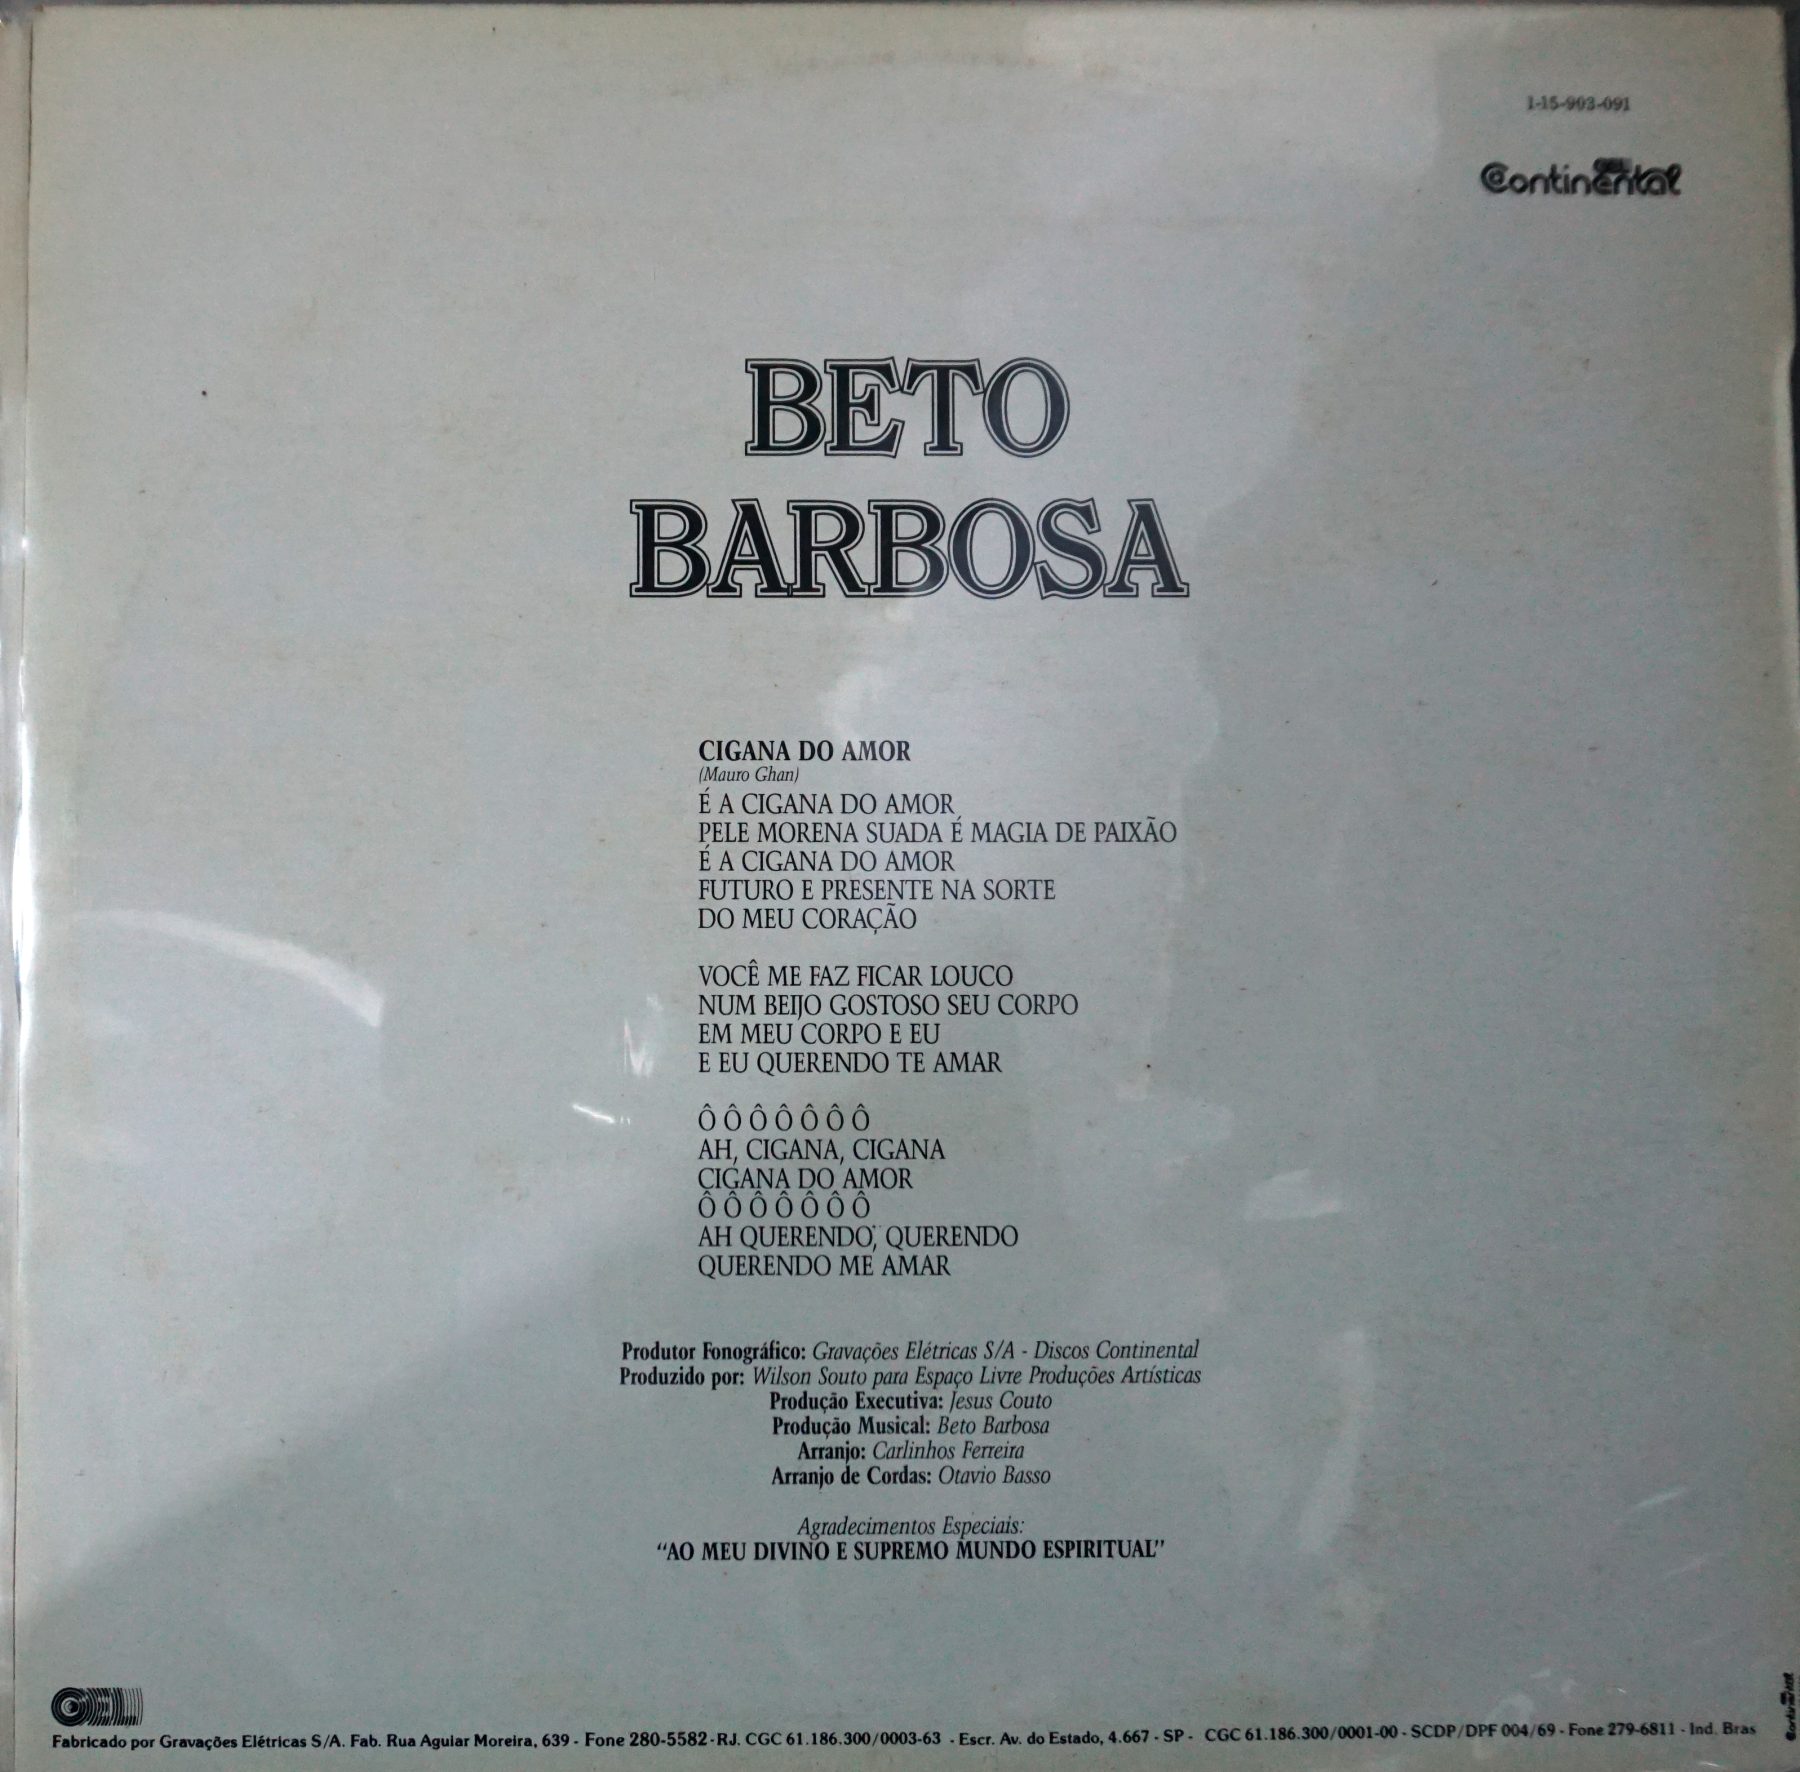 1-15-903-091
Continental
BETO
BARBOSA
CIGANA DO AMOR
(Mauro Ghan)
É A CIGANA DO AMOR
PELE MORENA SUADA É MAGIA DE PAIXÃO
É A CIGANA DO AMOR
FUTURO E PRESENTE NA SORTE
DO MEU CORAÇÃO
VOCÊ ME FAZ FICAR LOUCO
NUM BEIJO GOSTOSO SEU CORPO
EM MEU CORPO E EU
E EU QUERENDO TE AMAR
Ô Ô Ô Ô Ô Ô Ô
AH, CIGANA, CIGANA
CIGANA DO AMOR
Ô Ô Ô Ô Ô Ô Ô
AH QUERENDO, QUERENDO
QUERENDO ME AMAR
Produtor Fonográfico: Gravações Elétricas S/A - Discos Continental
Produzido por: Wilson Souto para Espaço Livre Produções Artísticas
Produção Executiva: Jesus Couto
Produção Musical: Beto Barbosa
Arranjo: Carlinhos Ferreira
Arranjo de Cordas: Otavio Basso
Agradecimentos Especiais:
"AO MEU DIVINO E SUPREMO MUNDO ESPIRITUAL"
GEL
Fabricado por Gravações Elétricas S/A. Fab. Rua Aguiar Moreira, 639 - Fone 280-5582-RJ. CGC 61.186.300/0003-63 - Escr. Av. do Estado, 4.667 - SP - CGC 61.186.300/0001-00 - SCDP/DPF 004/69 - Fone 279-6811 - Ind. Bras
Continental